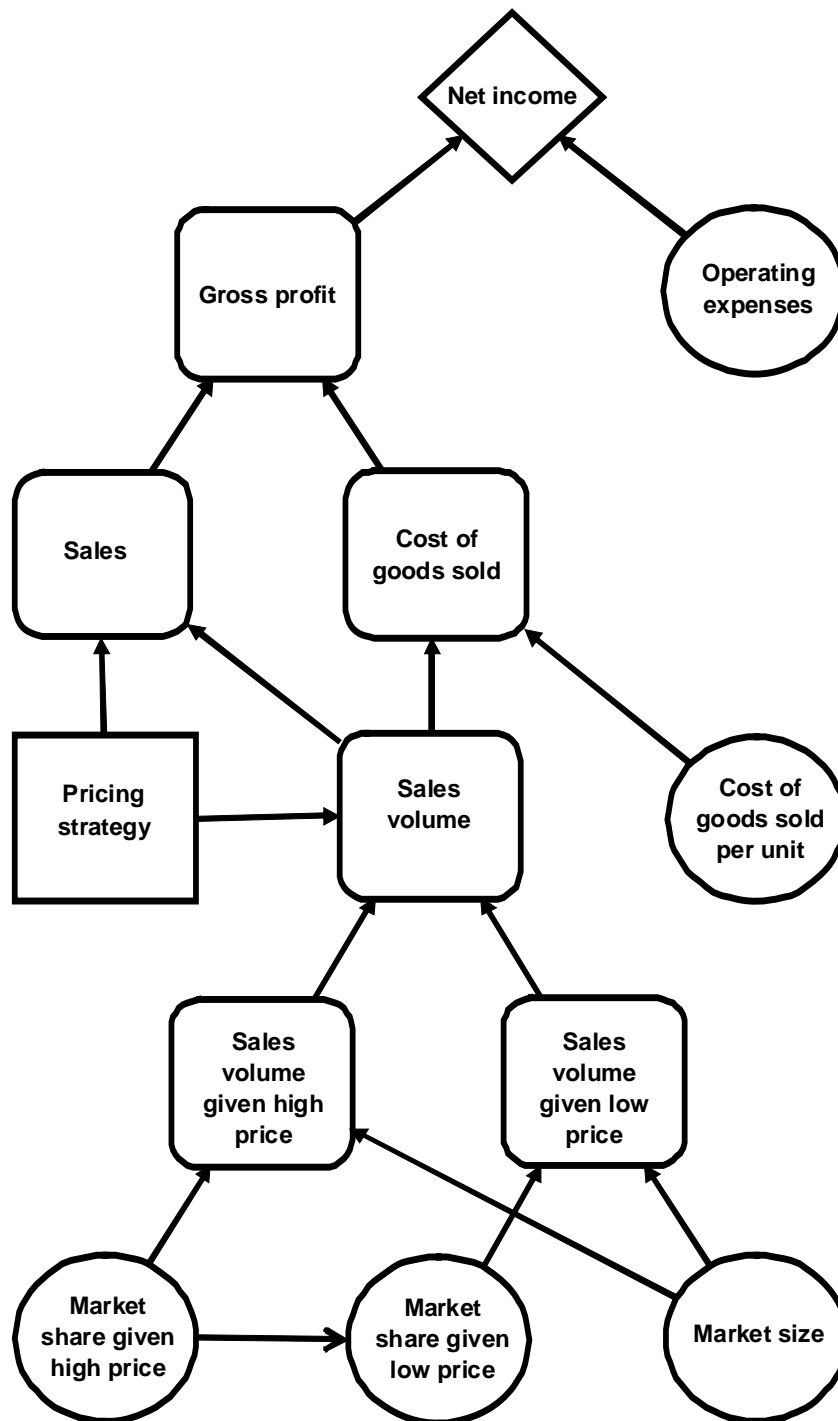 Net income
Gross profit
Operating
expenses
Sales
Cost of
goods sold
Pricing
strategy
Sales
volume
Cost of
goods sold
per unit
Sales
volume
given high
price
Sales
volume
given low
price
Market
share given
high price
Market
share given
low price
Market size